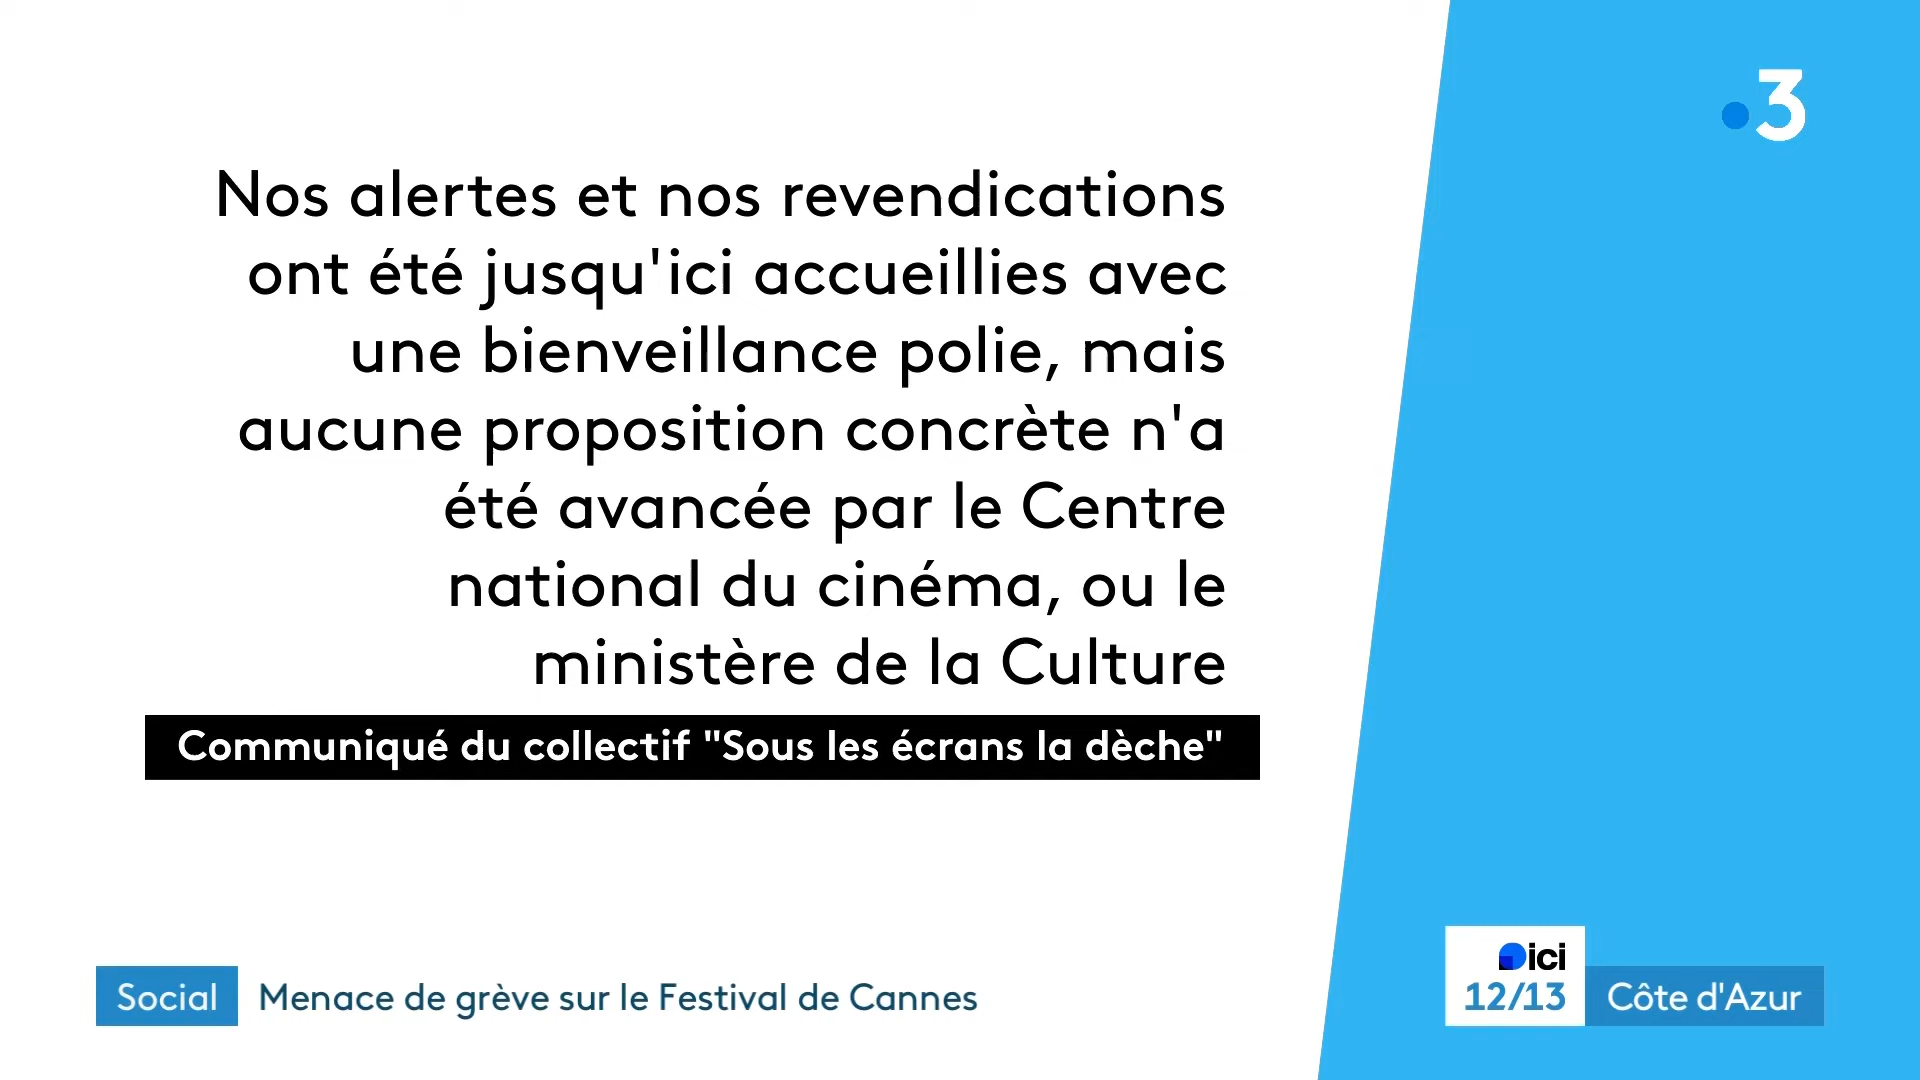 3
Nos alertes et nos revendications
ont été jusqu'ici accueillies avec
une bienveillance polie, mais
aucune proposition concrète n'a
été avancée par le Centre
national du cinéma, ou le
ministère de la Culture
Communiqué du collectif "Sous les écrans la dèche"
Social Menace de grève sur le Festival de Cannes
ici
12/13 Côte d'Azur